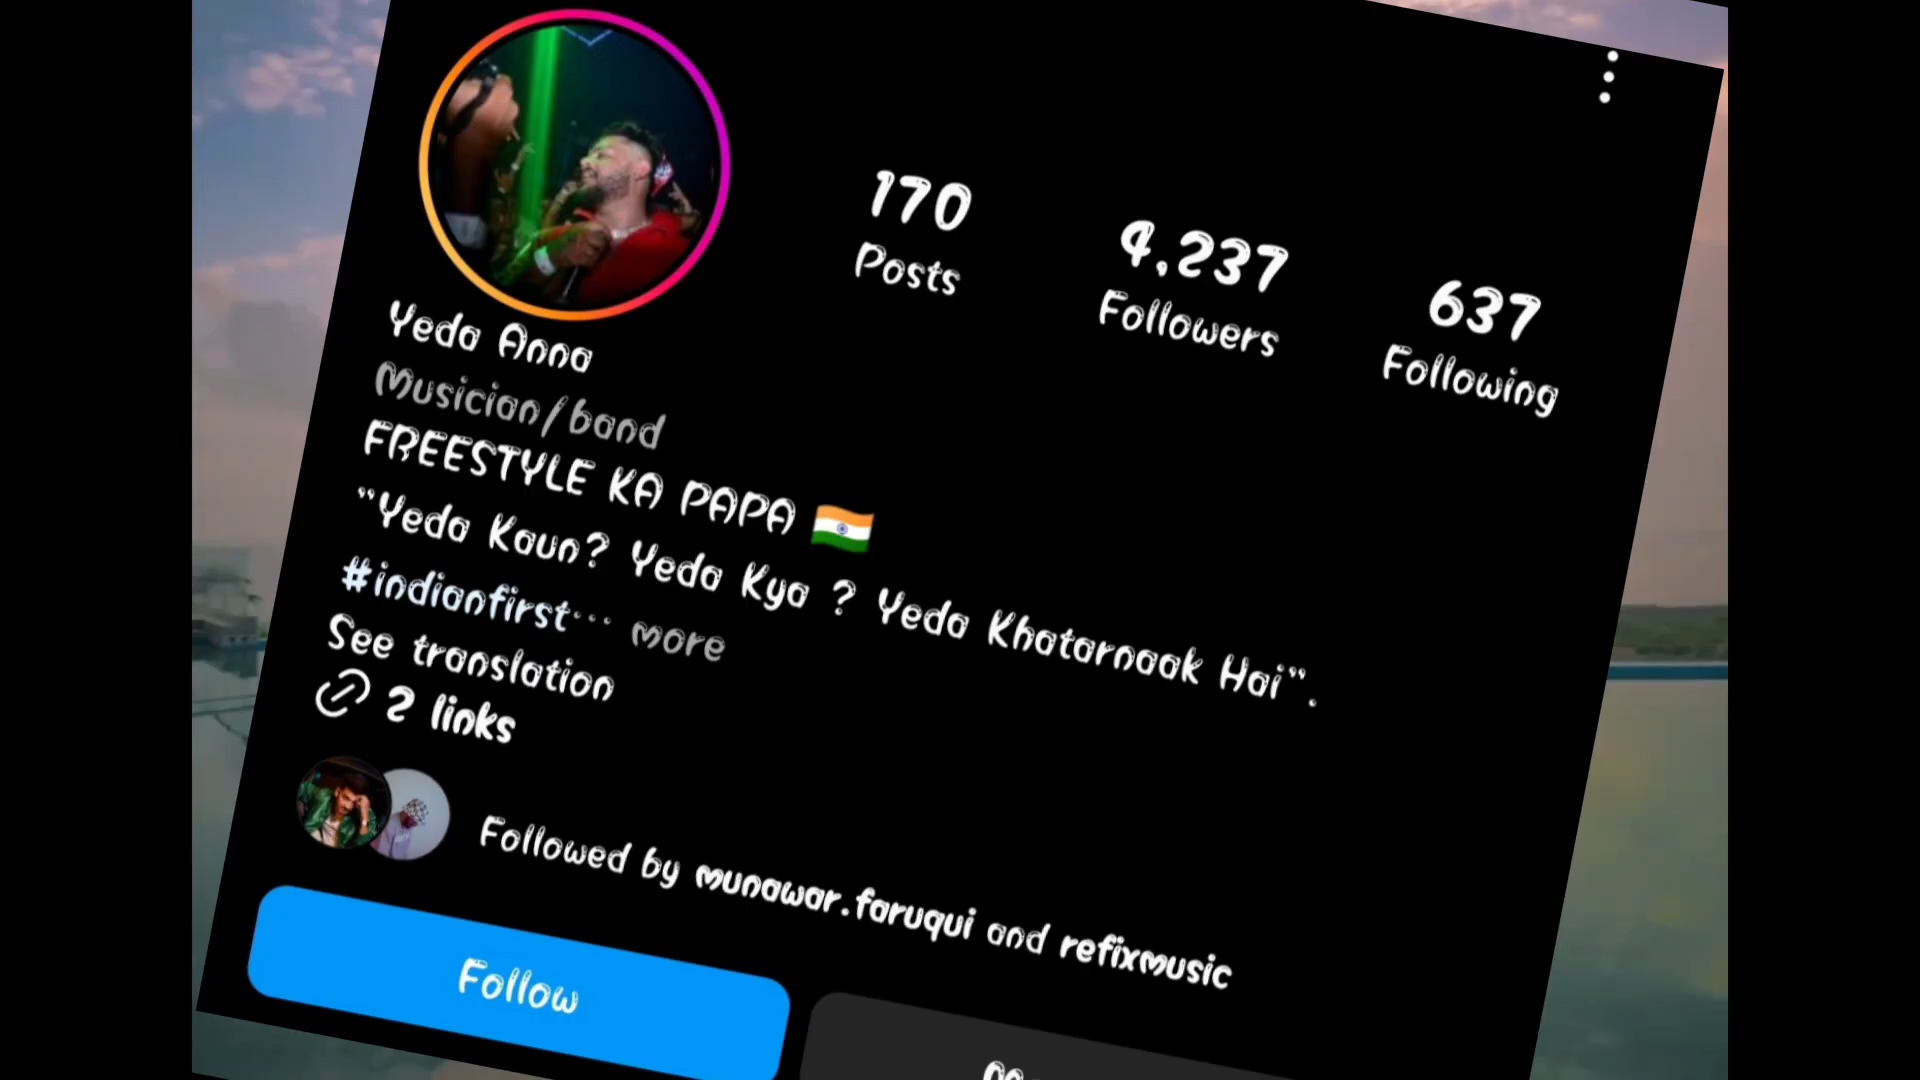 170
Posts
4,237
Followers
637
Following
Yeda Anna
Musician/band
FREESTYLE KA PAPA 🇮🇳
"Yeda Kaun? Yeda Kya ? Yeda Khatarnaak Hai".
#indianfirst... more
See translation
2 links
Followed by munawar.faruqui and refixmusic
Follow